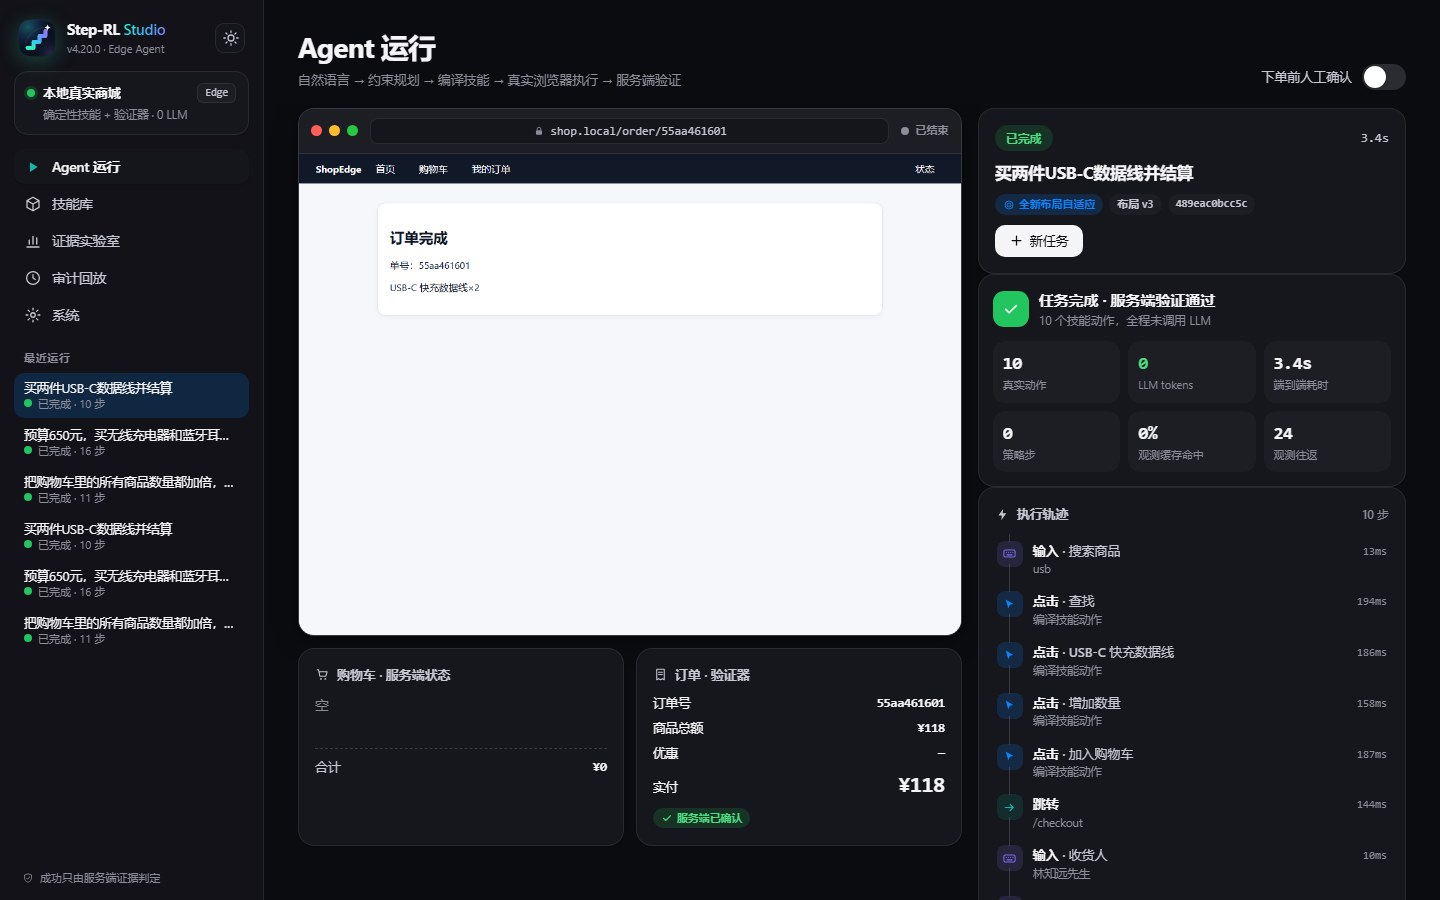 Step-RL Studio
v4.20.0 · Edge Agent
本地真实商城
Edge
确定性技能 + 验证器 · 0 LLM
Agent 运行
技能库
证据实验室
审计回放
系统
最近运行
买两件USB-C数据线并结算
已完成 · 10 步
预算650元，买无线充电器和蓝牙耳...
已完成 · 16 步
把购物车里的所有商品数量都加倍，...
已完成 · 11 步
买两件USB-C数据线并结算
已完成 · 10 步
预算650元，买无线充电器和蓝牙耳...
已完成 · 16 步
把购物车里的所有商品数量都加倍，...
已完成 · 11 步
成功只由服务端证据判定
Agent 运行
自然语言 → 约束规划 → 编译技能 → 真实浏览器执行 → 服务端验证
下单前人工确认
shop.local/order/55aa461601
已结束
ShopEdge 首页 购物车 我的订单 状态
订单完成
单号：55aa461601
USB-C 快充数据线×2
购物车 · 服务端状态
空
合计 ¥0
订单 · 验证器
订单号 55aa461601
商品总额 ¥118
优惠 —
实付 ¥118
服务端已确认
已完成 3.4s
买两件USB-C数据线并结算
全新布局自适应 布局 v3 489eac0bcc5c
新任务
任务完成 · 服务端验证通过
10 个技能动作，全程未调用 LLM
10
真实动作
0
LLM tokens
3.4s
端到端耗时
0
策略步
0%
观测缓存命中
24
观测往返
执行轨迹 10 步
输入 · 搜索商品 13ms
usb
点击 · 查找 194ms
编译技能动作
点击 · USB-C 快充数据线 186ms
编译技能动作
点击 · 增加数量 158ms
编译技能动作
点击 · 加入购物车 187ms
编译技能动作
跳转 144ms
/checkout
输入 · 收货人 10ms
林知远先生